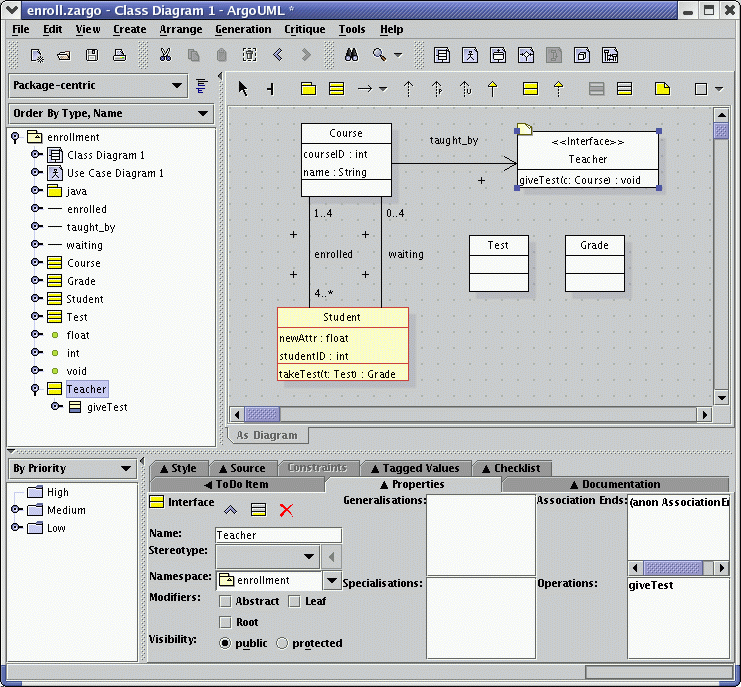 enroll.zargo - Class Diagram 1 - ArgoUML *
File Edit View Create Arrange Generation Critique Tools Help
Package-centric
Order By Type, Name
enrollment
Class Diagram 1
Use Case Diagram 1
java
enrolled
taught_by
waiting
Course
Grade
Student
Test
float
int
void
Teacher
giveTest
Course
courseID : int
name : String
taught_by
+
<<Interface>>
Teacher
giveTest(c: Course) : void
1..4
0..4
+
+
enrolled
waiting
+
+
4..*
Test
Grade
Student
newAttr : float
studentID : int
takeTest(t: Test) : Grade
As Diagram
By Priority
High
Medium
Low
▲ Style
▲ Source
Constraints
▲ Tagged Values
▲ Checklist
◀ ToDo Item
▲ Properties
▲ Documentation
Interface
Name:
Teacher
Stereotype:
Namespace:
enrollment
Modifiers:
Abstract
Leaf
Root
Visibility:
public
protected
Generalisations:
Specialisations:
Association Ends:
(anon AssociationEn
Operations:
giveTest